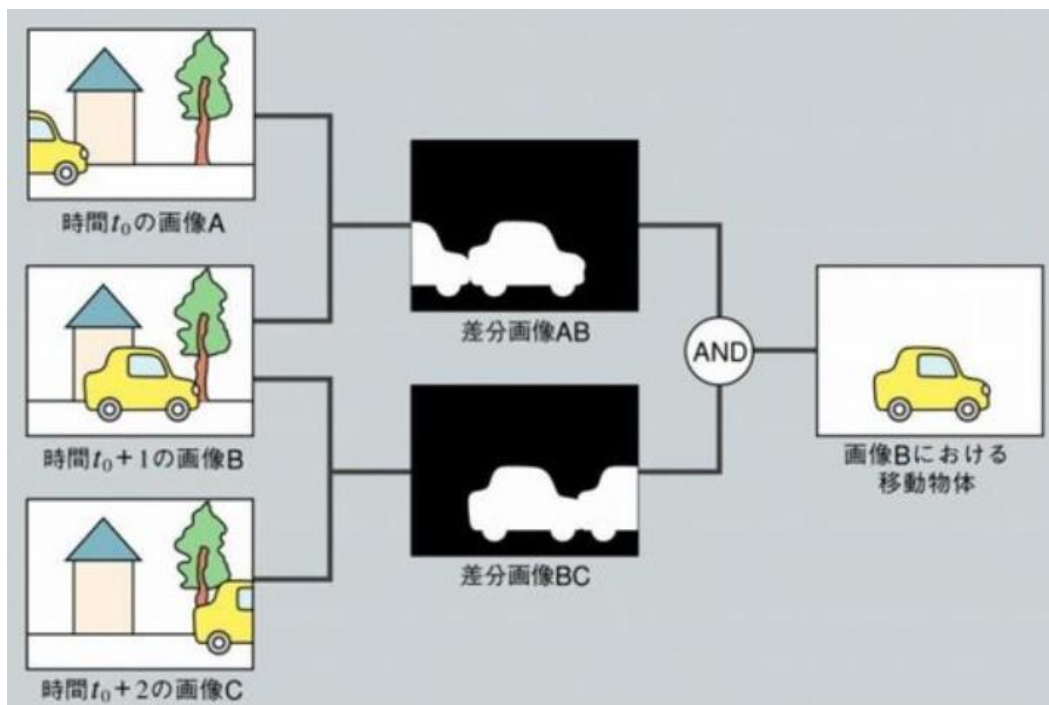 時間t₀の画像A
差分画像AB
時間t₀+1の画像B
AND
画像Bにおける
移動物体
差分画像BC
時間t₀+2の画像C